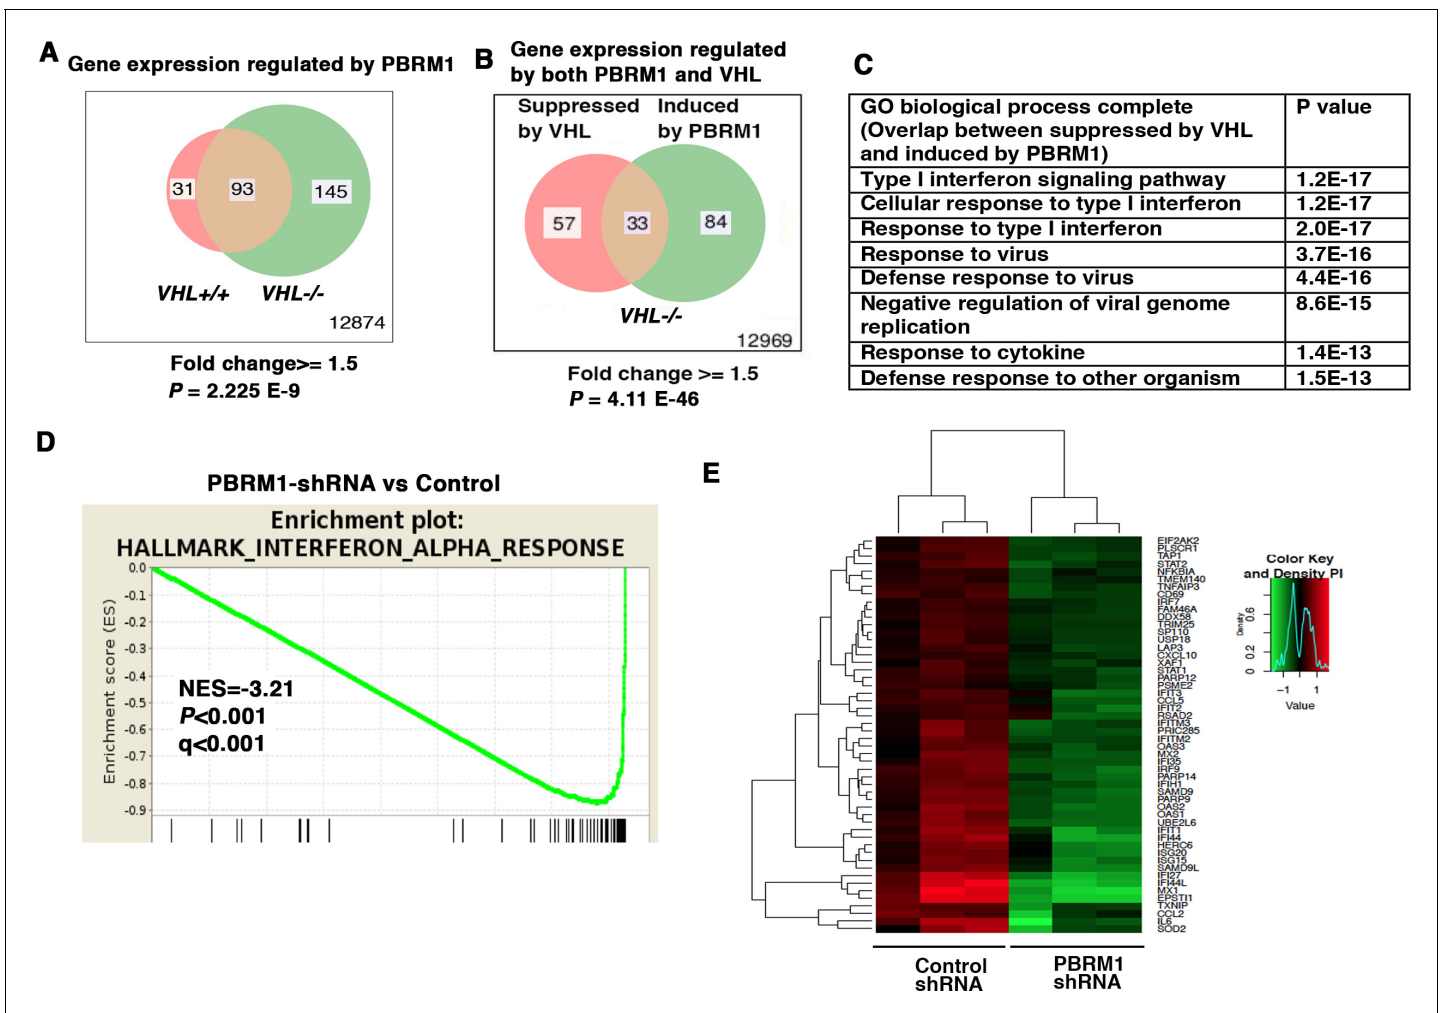 A
Gene expression regulated by PBRM1
31
93
145
VHL+/+
VHL-/-
12874
Fold change>= 1.5
P = 2.225 E-9
B
Gene expression regulated
by both PBRM1 and VHL
Suppressed
by VHL
Induced
by PBRM1
57
33
84
VHL-/-
12969
Fold change >= 1.5
P = 4.11 E-46
C
GO biological process complete
(Overlap between suppressed by VHL
and induced by PBRM1)
P value
Type I interferon signaling pathway 1.2E-17
Cellular response to type I interferon 1.2E-17
Response to type I interferon 2.0E-17
Response to virus 3.7E-16
Defense response to virus 4.4E-16
Negative regulation of viral genome
replication
8.6E-15
Response to cytokine 1.4E-13
Defense response to other organism 1.5E-13
D
PBRM1-shRNA vs Control
Enrichment plot:
HALLMARK_INTERFERON_ALPHA_RESPONSE
Enrichment score (ES)
0.0
-0.1
-0.2
-0.3
-0.4
-0.5
-0.6
-0.7
-0.8
-0.9
NES=-3.21
P<0.001
q<0.001
E
EIF2AK2
PLSCR1
TAP1
STAT2
NFKBIA
TMEM140
TNFAIP3
CD69
IRF7
FAM46A
DDX58
TRIM25
SP110
USP18
LAP3
CXCL10
XAF1
STAT1
PARP12
PSME2
IFIT3
CCL5
IFIT2
RSAD2
IFITM3
PRIC285
IFITM2
OAS3
MX2
IFI35
IRF9
PARP14
IFIH1
SAMD9
PARP9
OAS2
OAS1
UBE2L6
IFIT1
IFI44
HERC6
ISG20
ISG15
SAMD9L
IFI27
IFI44L
MX1
EPSTI1
TXNIP
CCL2
IL6
SOD2
Control
shRNA
PBRM1
shRNA
Color Key
and Density Pl
Density
0 0.2 0.6
−1 1
Value